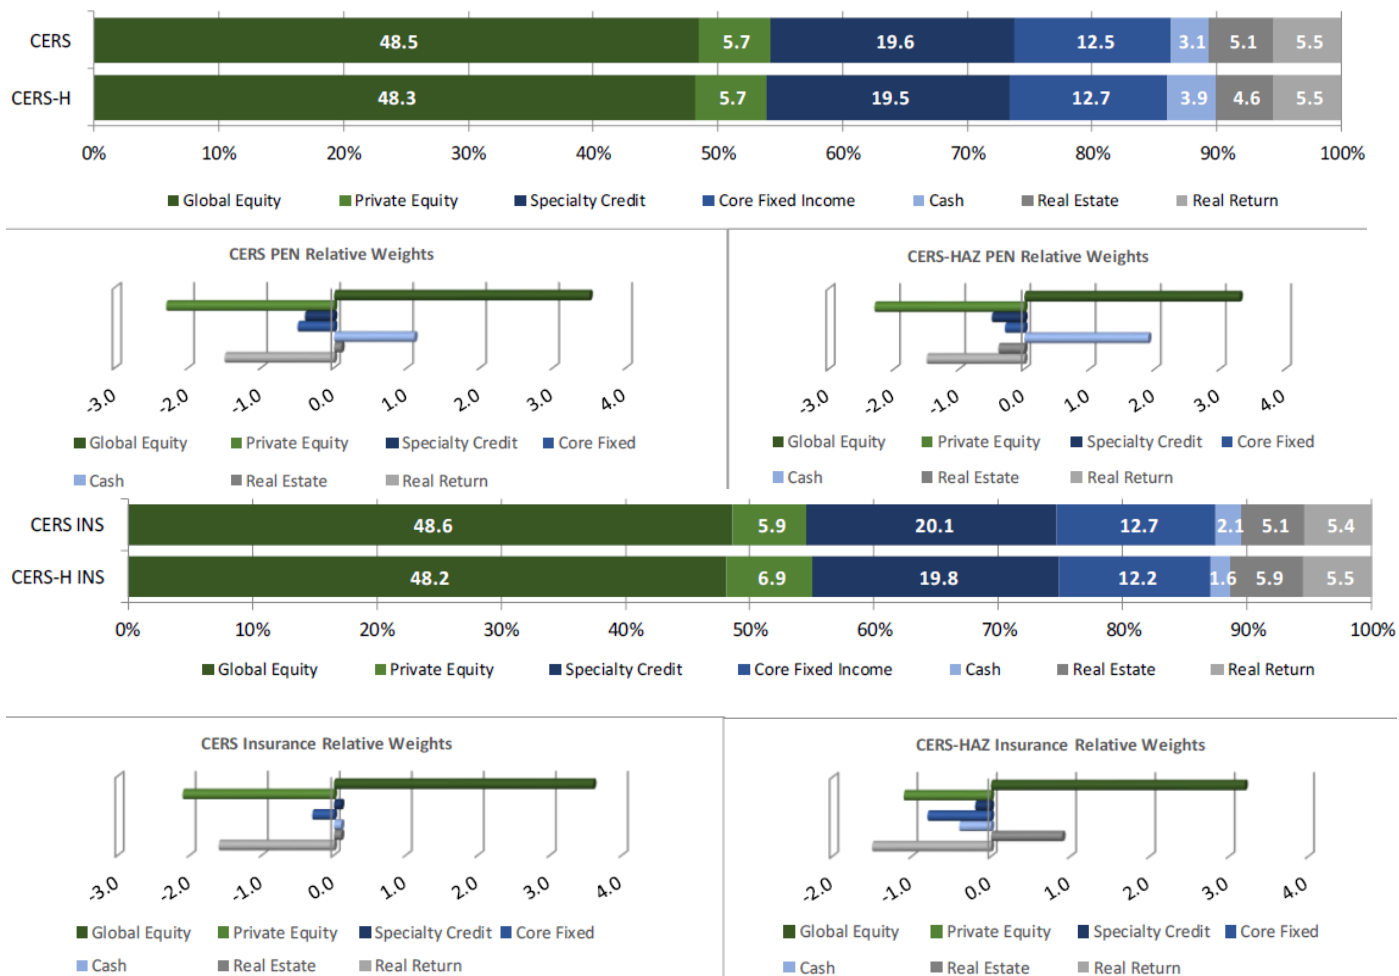 CERS 48.5 5.7 19.6 12.5 3.1 5.1 5.5
CERS-H 48.3 5.7 19.5 12.7 3.9 4.6 5.5
0% 10% 20% 30% 40% 50% 60% 70% 80% 90% 100%
Global Equity Private Equity Specialty Credit Core Fixed Income Cash Real Estate Real Return
CERS PEN Relative Weights
-3.0 -2.0 -1.0 0.0 1.0 2.0 3.0 4.0
Global Equity Private Equity Specialty Credit Core Fixed
Cash Real Estate Real Return
CERS-HAZ PEN Relative Weights
-3.0 -2.0 -1.0 0.0 1.0 2.0 3.0 4.0
Global Equity Private Equity Specialty Credit Core Fixed
Cash Real Estate Real Return
CERS INS 48.6 5.9 20.1 12.7 2.1 5.1 5.4
CERS-H INS 48.2 6.9 19.8 12.2 1.6 5.9 5.5
0% 10% 20% 30% 40% 50% 60% 70% 80% 90% 100%
Global Equity Private Equity Specialty Credit Core Fixed Income Cash Real Estate Real Return
CERS Insurance Relative Weights
-3.0 -2.0 -1.0 0.0 1.0 2.0 3.0 4.0
Global Equity Private Equity Specialty Credit Core Fixed
Cash Real Estate Real Return
CERS-HAZ Insurance Relative Weights
-2.0 -1.0 0.0 1.0 2.0 3.0 4.0
Global Equity Private Equity Specialty Credit Core Fixed
Cash Real Estate Real Return